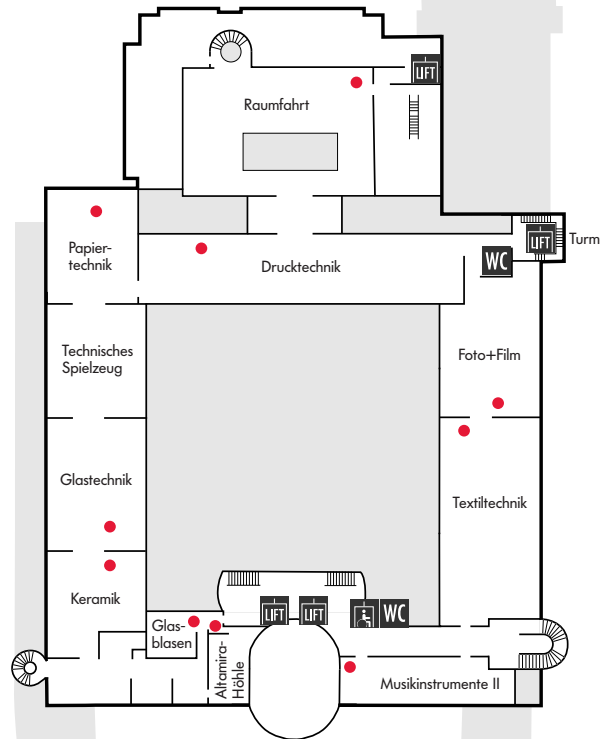 LIFT
Raumfahrt
LIFT
Turm
WC
Papier-
technik
Drucktechnik
Technisches
Spielzeug
Foto+Film
Glastechnik
Textiltechnik
Keramik
LIFT
LIFT
WC
Glas-
blasen
Altamira-
Höhle
Musikinstrumente II